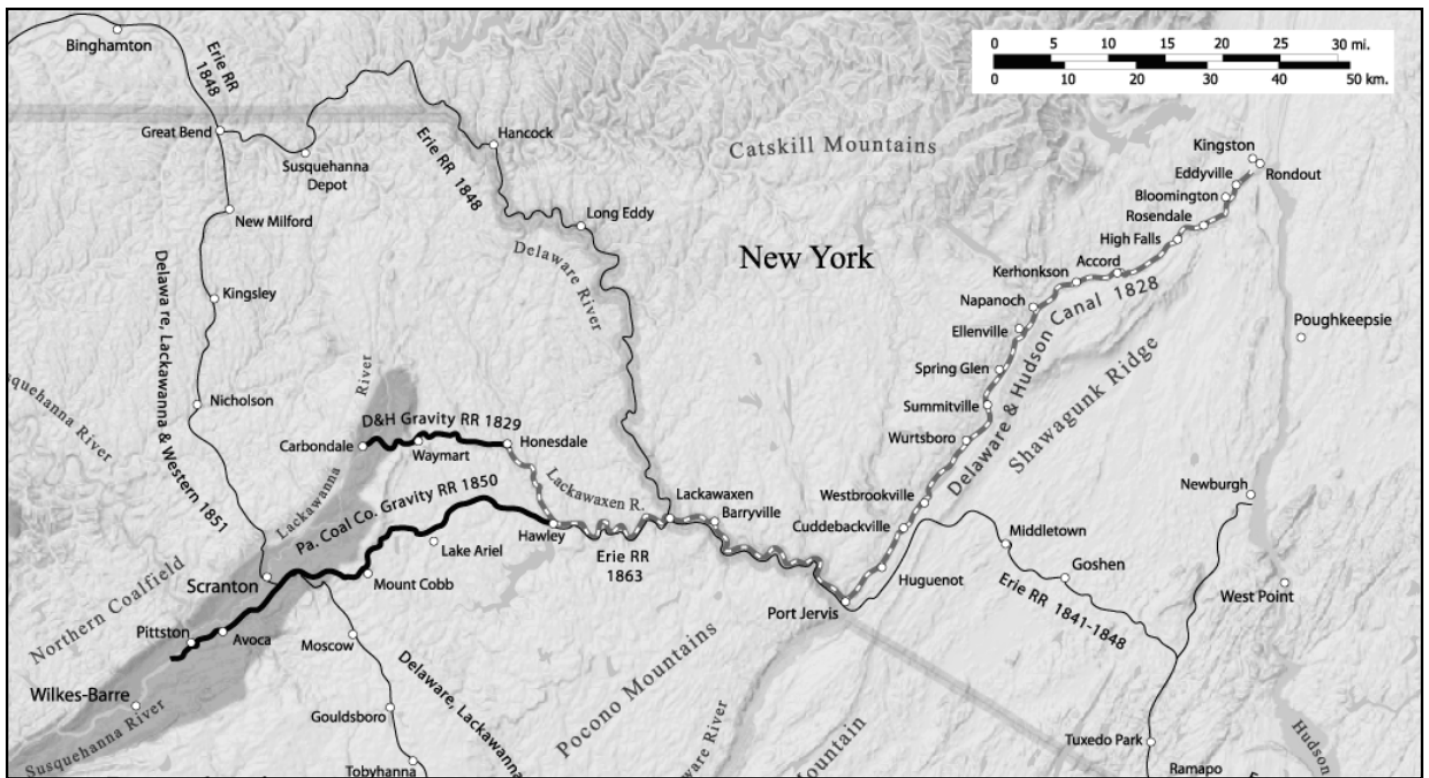 0 5 10 15 20 25 30 mi.
0 10 20 30 40 50 km.
Binghamton
Erie RR
1848
Great Bend
Susquehanna
Depot
Hancock
Erie RR 1848
Catskill Mountains
Kingston
Rondout
Eddyville
Bloomington
Rosendale
High Falls
New Milford
Long Eddy
Delaware
River
New York
Accord
Kerhonkson
Delaware & Hudson Canal 1828
Kingsley
Napanoch
Ellenville
Poughkeepsie
Delawa re, Lackawanna & Western 1851
Spring Glen
Shawagunk Ridge
squehanna River
Nicholson
River
Summitville
D&H Gravity RR 1829
Carbondale
Waymart
Honesdale
Wurtsboro
Lackawanna
Pa. Coal Co. Gravity RR 1850
Lackawaxen R.
Lackawaxen
Barryville
Westbrookville
Newburgh
Cuddebackville
Hawley
Lake Ariel
Erie RR
1863
Middletown
Northern Coalfield
Scranton
Mount Cobb
Huguenot
Goshen
Erie RR 1841-1848
West Point
Port Jervis
Pittston
Avoca
Moscow
Pocono Mountains
Delaware, Lackawanna
Wilkes-Barre
Susquehanna River
Gouldsboro
ware River
ountain
Tuxedo Park
Hudson
Tobyhanna
Ramapo